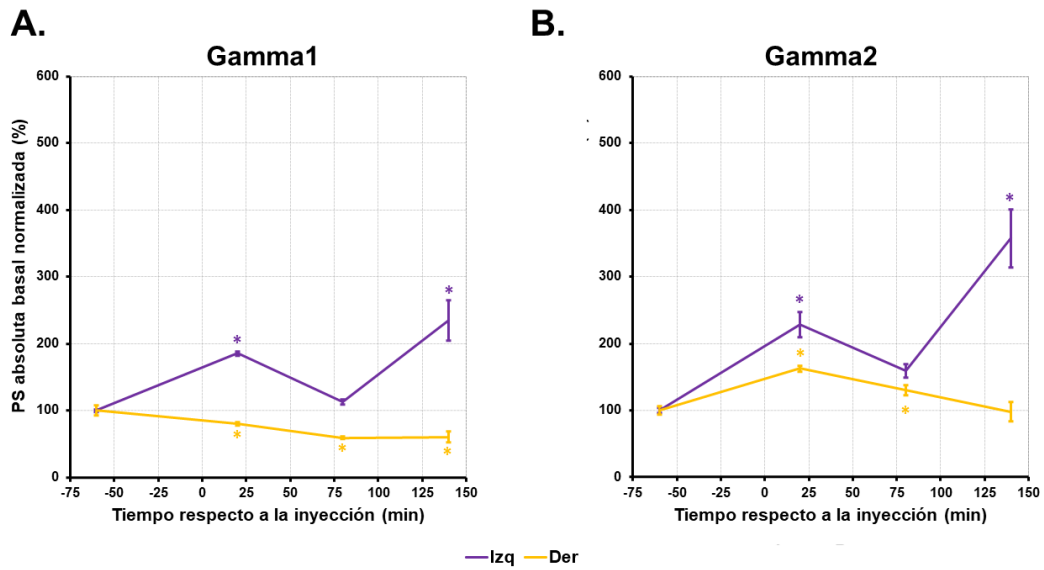 A.
Gamma1
PS absoluta basal normalizada (%)
600
500
400
300
200
100
0
-75 -50 -25 0 25 50 75 100 125 150
Tiempo respecto a la inyección (min)
B.
Gamma2
600
500
400
300
200
100
0
-75 -50 -25 0 25 50 75 100 125 150
Tiempo respecto a la inyección (min)
* * * * *
* * * *
Izq Der